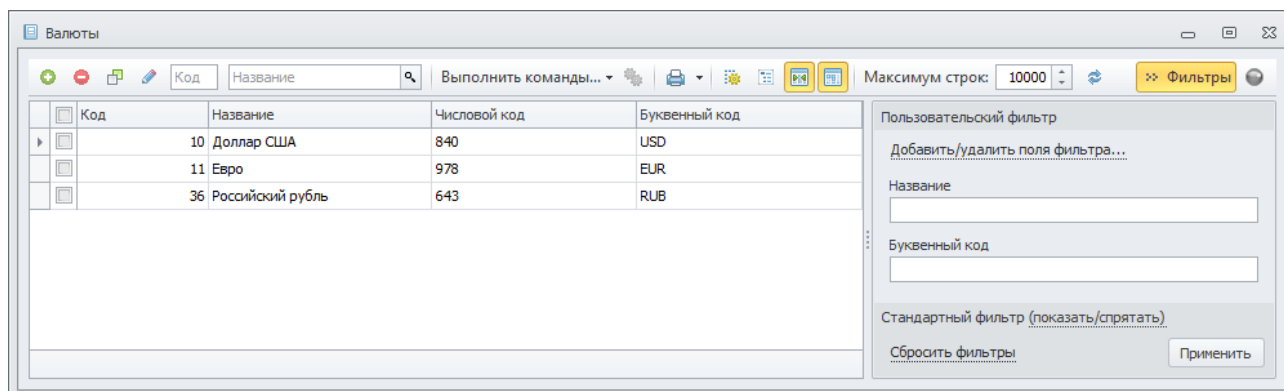 Валюты
Код Название Выполнить команды... Максимум строк: 10000 Фильтры
Код Название Числовой код Буквенный код
10 Доллар США 840 USD
11 Евро 978 EUR
36 Российский рубль 643 RUB
Пользовательский фильтр
Добавить/удалить поля фильтра...
Название
Буквенный код
Стандартный фильтр (показать/спрятать)
Сбросить фильтры Применить